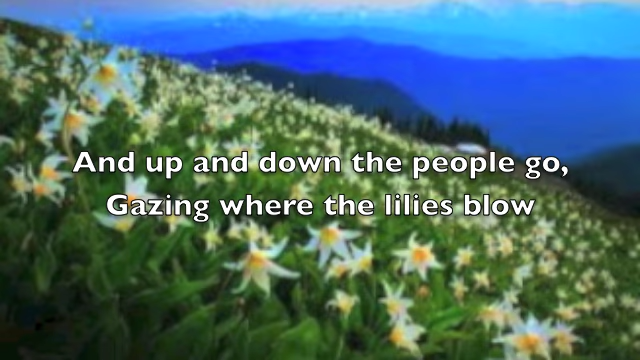 And up and down the people go,
Gazing where the lilies blow